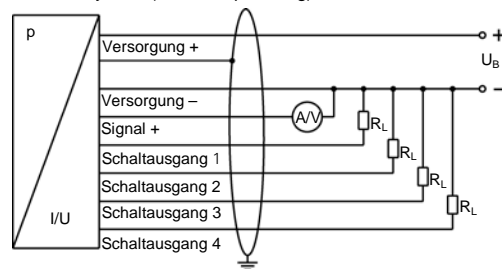 p
+
Versorgung +
U_B
–
Versorgung –
A/V
Signal +
R_L
Schaltausgang 1
R_L
Schaltausgang 2
R_L
Schaltausgang 3
R_L
I/U
Schaltausgang 4